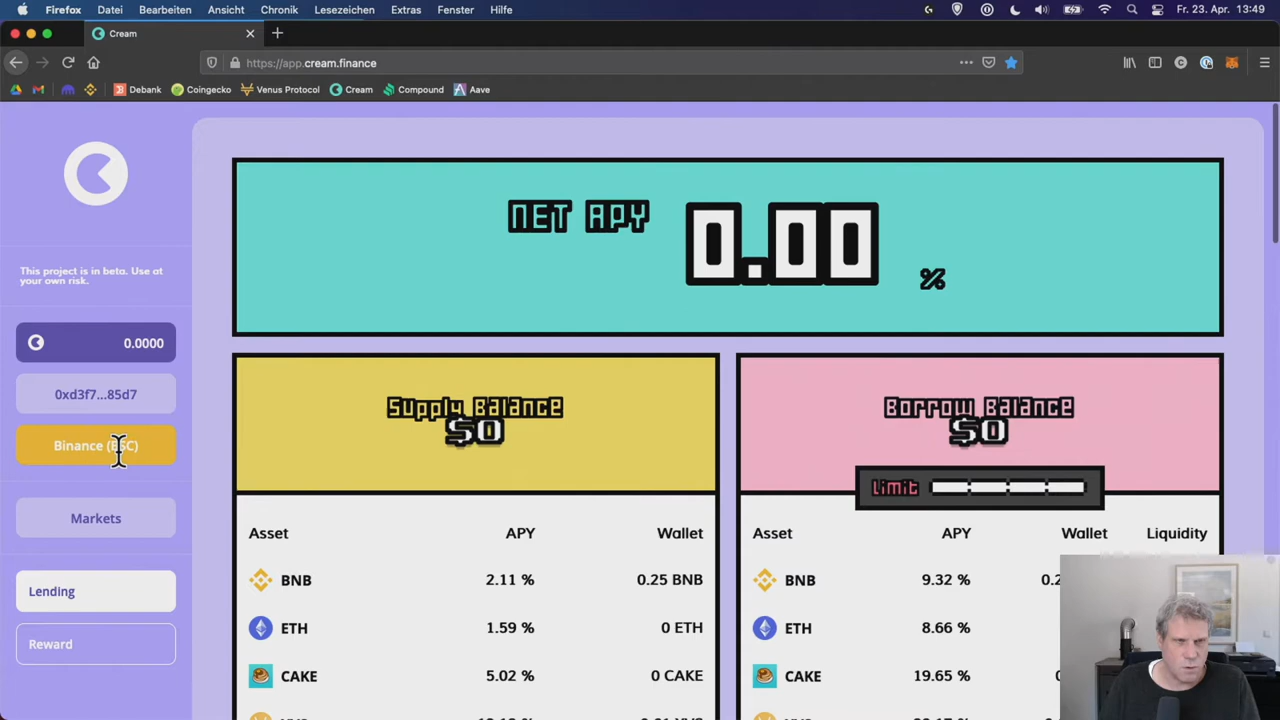 Firefox Datei Bearbeiten Ansicht Chronik Lesezeichen Extras Fenster Hilfe Fr. 23. Apr. 13:49
Cream
https://app.cream.finance
Debank Coingecko Venus Protocol Cream Compound Aave
This project is in beta. Use at
your own risk.
0.0000
0xd3f7...85d7
Binance (BSC)
Markets
Lending
Reward
NET APY 0.00 %
Supply Balance
$0
Asset APY Wallet
BNB 2.11 % 0.25 BNB
ETH 1.59 % 0 ETH
CAKE 5.02 % 0 CAKE
Borrow Balance
$0
limit
Asset APY Wallet Liquidity
BNB 9.32 %
ETH 8.66 %
CAKE 19.65 %